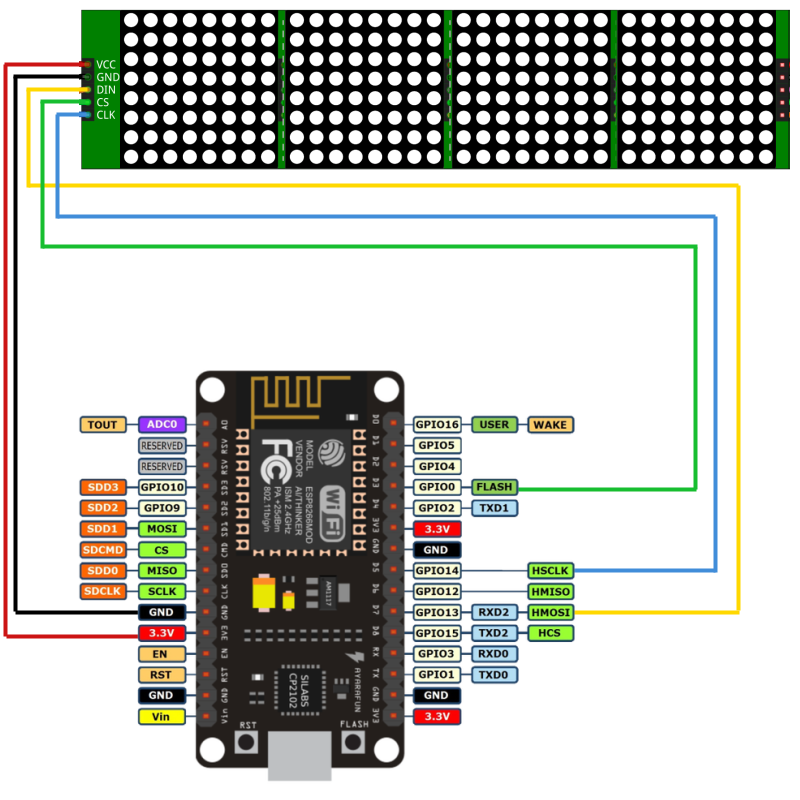 VCC
GND
DIN
CS
CLK
TOUT ADC0
RESERVED
RESERVED
SDD3 GPIO10
SDD2 GPIO9
SDD1 MOSI
SDCMD CS
SDD0 MISO
SDCLK SCLK
GND
3.3V
EN
RST
GND
Vin
A0
RSV
RSV
SD3
SD2
SD1
CMD
SD0
CLK
GND
3V3
EN
RST
GND
Vin
MODEL
VENDOR
ESP8266MOD
AI/THINKER
ISM 2.4GHz
PA +25dBm
802.11b/g/n
FC
Wi Fi
AM1117
SILABS
CP2102
AYARAFUN
RST
FLASH
D0
D1
D2
D3
D4
3V3
GND
D5
D6
D7
D8
RX
TX
GND
3V3
GPIO16 USER WAKE
GPIO5
GPIO4
GPIO0 FLASH
GPIO2 TXD1
3.3V
GND
GPIO14 HSCLK
GPIO12 HMISO
GPIO13 RXD2 HMOSI
GPIO15 TXD2 HCS
GPIO3 RXD0
GPIO1 TXD0
GND
3.3V